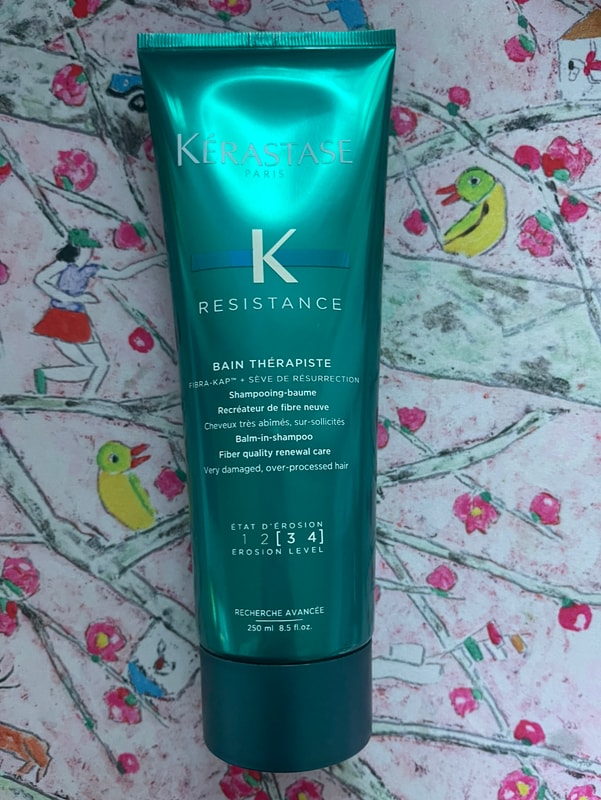 KÉRASTASE
PARIS
K
RESISTANCE
BAIN THÉRAPISTE
FIBRA-KAP™ + SÈVE DE RÉSURRECTION
Shampooing-baume
Recréateur de fibre neuve
Cheveux très abîmés, sur-sollicités
Balm-in-shampoo
Fiber quality renewal care
Very damaged, over-processed hair
ÉTAT D'ÉROSION
1 2 [3 4]
EROSION LEVEL
RECHERCHE AVANCÉE
250 ml 8.5 fl.oz.